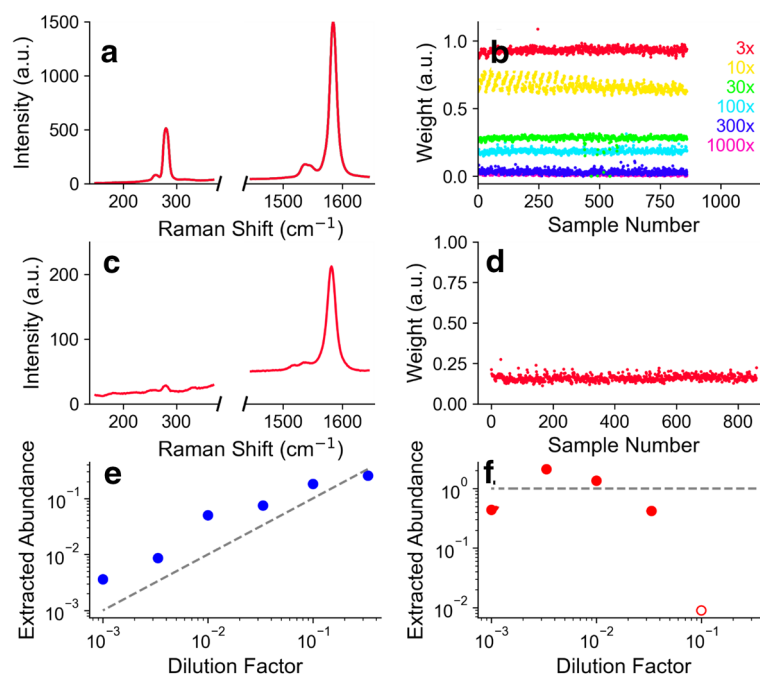 a
Intensity (a.u.)
1500
1000
500
0
200
300
1500
1600
Raman Shift (cm⁻¹)
b
Weight (a.u.)
1.0
0.5
0.0
0
250
500
750
1000
Sample Number
3x
10x
30x
100x
300x
1000x
c
Intensity (a.u.)
200
100
0
200
300
1500
1600
Raman Shift (cm⁻¹)
d
Weight (a.u.)
1.00
0.75
0.50
0.25
0.00
0
200
400
600
800
Sample Number
e
Extracted Abundance
10⁻¹
10⁻²
10⁻³
10⁻³
10⁻²
10⁻¹
Dilution Factor
f.
Extracted Abundance
10⁰
10⁻¹
10⁻²
10⁻³
10⁻²
10⁻¹
Dilution Factor